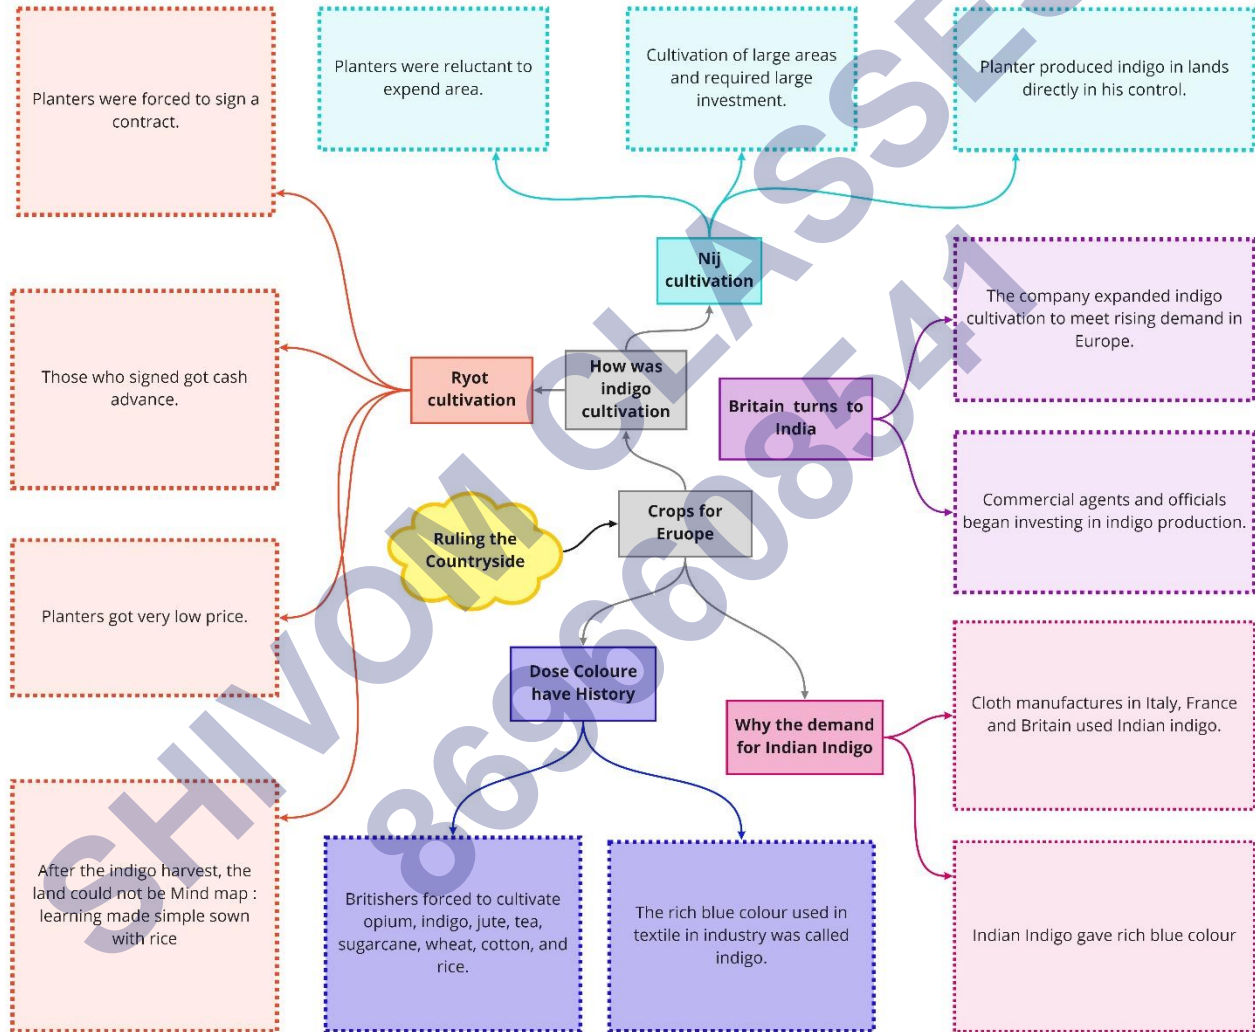 Planters were forced to sign a
contract.
Planters were reluctant to
expend area.
Cultivation of large areas
and required large
investment.
Planter produced indigo in lands
directly in his control.
Nij
cultivation
The company expanded indigo
cultivation to meet rising demand in
Europe.
Those who signed got cash
advance.
Ryot
cultivation
How was
indigo
cultivation
Britain turns to
India
Commercial agents and officials
began investing in indigo production.
Ruling the
Countryside
Crops for
Eruope
Planters got very low price.
Dose Coloure
have History
Why the demand
for Indian Indigo
Cloth manufactures in Italy, France
and Britain used Indian indigo.
After the indigo harvest, the
land could not be Mind map :
learning made simple sown
with rice
Britishers forced to cultivate
opium, indigo, jute, tea,
sugarcane, wheat, cotton, and
rice.
The rich blue colour used in
textile in industry was called
indigo.
Indian Indigo gave rich blue colour
SHIVOM CLASSES
8696608541